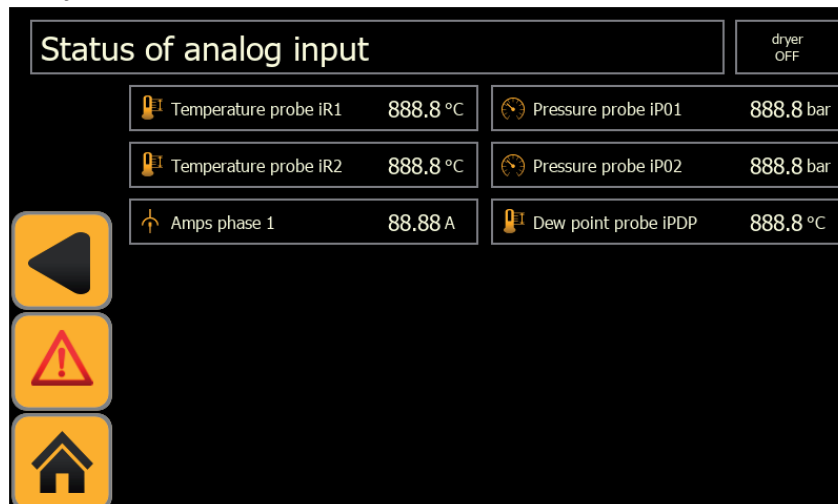 Status of analog input
dryer
OFF
Temperature probe iR1 888.8 °C
Pressure probe iP01 888.8 bar
Temperature probe iR2 888.8 °C
Pressure probe iP02 888.8 bar
Amps phase 1 88.88 A
Dew point probe iPDP 888.8 °C